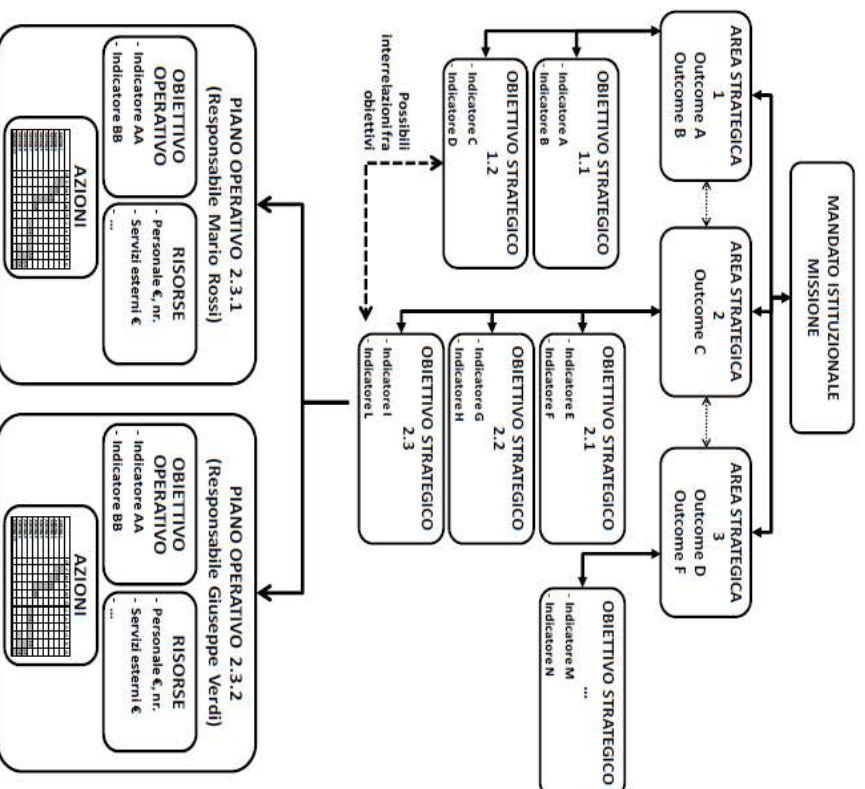 MANDATO ISTITUZIONALE
MISSIONE
AREA STRATEGICA
1
Outcome A
Outcome B
AREA STRATEGICA
2
Outcome C
AREA STRATEGICA
3
Outcome D
Outcome F
OBIETTIVO STRATEGICO
1.1
- Indicatore A
- Indicatore B
OBIETTIVO STRATEGICO
1.2
- Indicatore C
- Indicatore D
OBIETTIVO STRATEGICO
2.1
- Indicatore E
- Indicatore F
OBIETTIVO STRATEGICO
2.2
- Indicatore G
- Indicatore H
OBIETTIVO STRATEGICO
2.3
- Indicatore I
- Indicatore L
OBIETTIVO STRATEGICO
...
- Indicatore M
- Indicatore N
Possibili
interrelazioni fra
obiettivi
PIANO OPERATIVO 2.3.1
(Responsabile Mario Rossi)
OBIETTIVO
OPERATIVO
- Indicatore AA
- Indicatore BB
RISORSE
- Personale €, nr.
- Servizi esterni €
- ...
AZIONI
PIANO OPERATIVO 2.3.2
(Responsabile Giuseppe Verdi)
OBIETTIVO
OPERATIVO
- Indicatore AA
- Indicatore BB
RISORSE
- Personale €, nr.
- Servizi esterni €
- ...
AZIONI